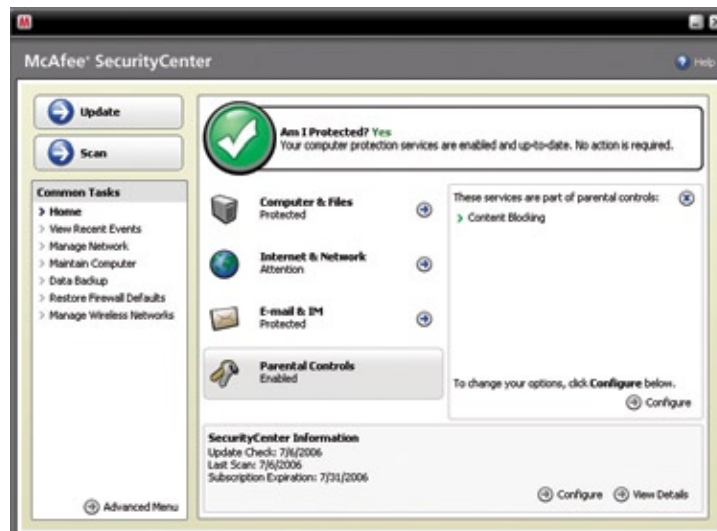 McAfee® SecurityCenter
Help
Update
Scan
Common Tasks
Home
View Recent Events
Manage Network
Maintain Computer
Data Backup
Restore Firewall Defaults
Manage Wireless Networks
Advanced Menu
Am I Protected? Yes
Your computer protection services are enabled and up-to-date. No action is required.
Computer & Files
Protected
Internet & Network
Attention
E-mail & IM
Protected
Parental Controls
Enabled
These services are part of parental controls:
Content Blocking
To change your options, click Configure below.
Configure
SecurityCenter Information
Update Check: 7/6/2006
Last Scan: 7/6/2006
Subscription Expiration: 7/31/2006
Configure
View Details